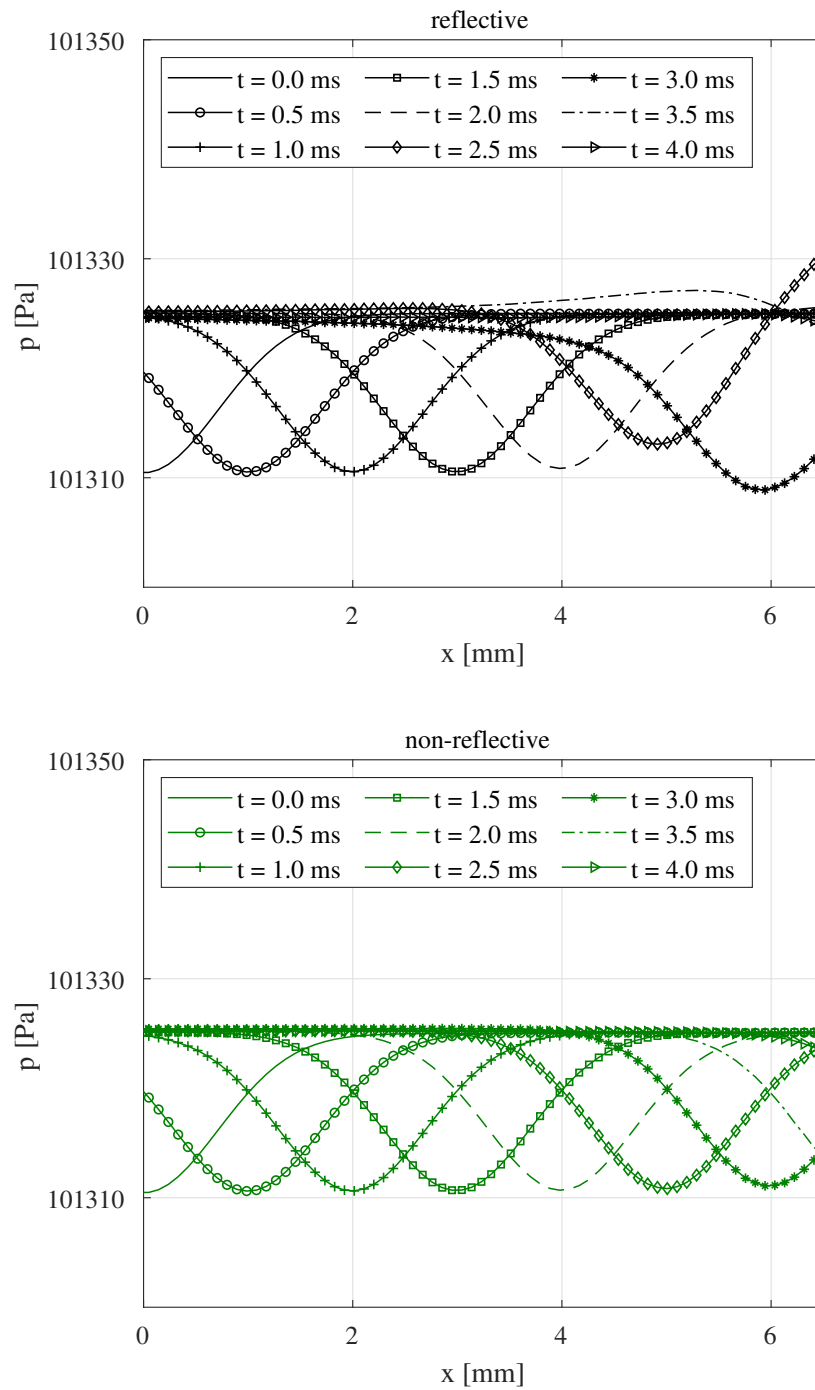 reflective
101350
t = 0.0 ms t = 1.5 ms t = 3.0 ms
t = 0.5 ms t = 2.0 ms t = 3.5 ms
t = 1.0 ms t = 2.5 ms t = 4.0 ms
101330
p [Pa]
101310
0 2 4 6
x [mm]
non-reflective
101350
t = 0.0 ms t = 1.5 ms t = 3.0 ms
t = 0.5 ms t = 2.0 ms t = 3.5 ms
t = 1.0 ms t = 2.5 ms t = 4.0 ms
101330
p [Pa]
101310
0 2 4 6
x [mm]